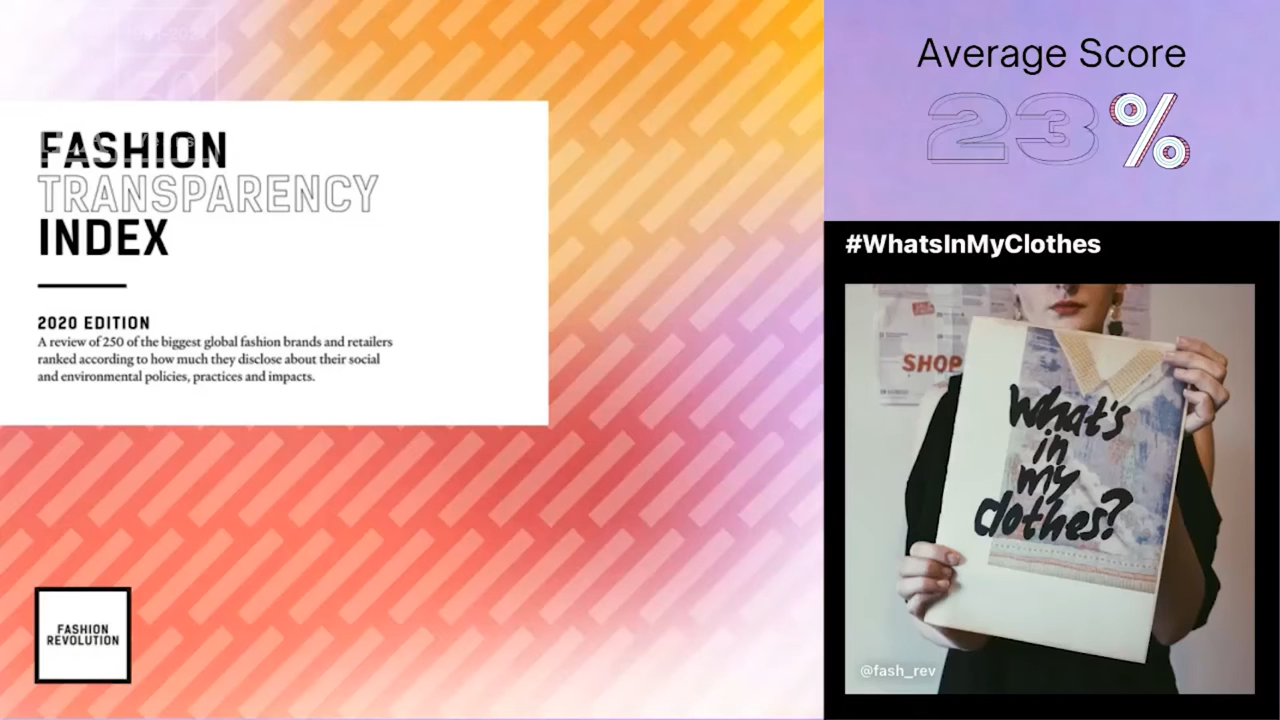 FASHION
TRANSPARENCY
INDEX
2020 EDITION
A review of 250 of the biggest global fashion brands and retailers
ranked according to how much they disclose about their social
and environmental policies, practices and impacts.
FASHION
REVOLUTION
Average Score
23%
#WhatsInMyClothes
SHOP
What's
in
my
clothes?
@fash_rev